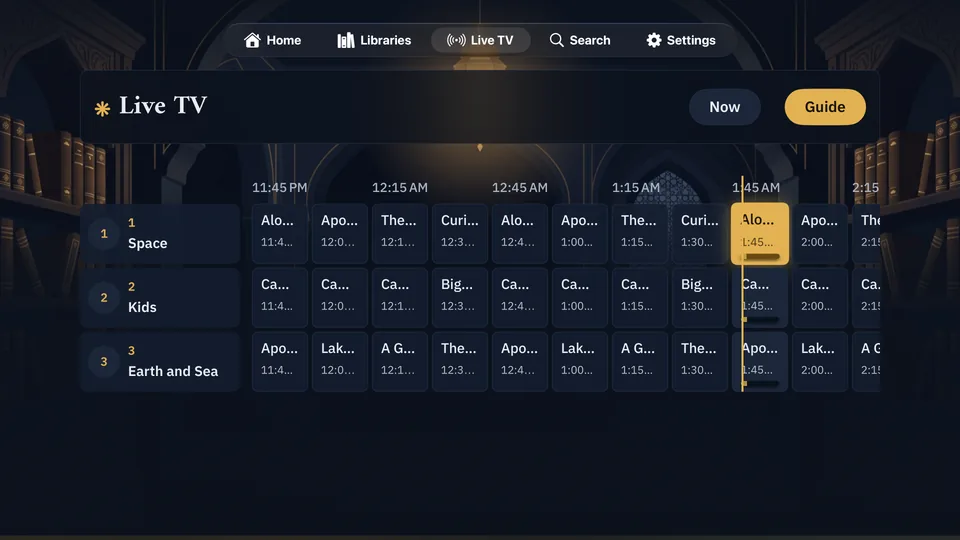 Home
Libraries
Live TV
Search
Settings
Live TV
Now
Guide
11:45 PM 12:15 AM 12:45 AM 1:15 AM 1:45 AM 2:15
1
1
Space
Alo... Apo... The... Curi... Alo... Apo... The... Curi... Alo... Apo... The
11:4... 12:0... 12:1... 12:3... 12:4... 1:00... 1:15... 1:30... 1:45... 2:00... 2:15
2
2
Kids
Ca... Ca... Ca... Big... Ca... Ca... Ca... Big... Ca... Ca... Ca.
11:4... 12:0... 12:1... 12:3... 12:4... 1:00... 1:15... 1:30... 1:45... 2:00... 2:15
3
3
Earth and Sea
Apo... Lak... A G... The... Apo... Lak... A G... The... Apo... Lak... A G
11:4... 12:0... 12:1... 12:3... 12:4... 1:00... 1:15... 1:30... 1:45... 2:00... 2:15